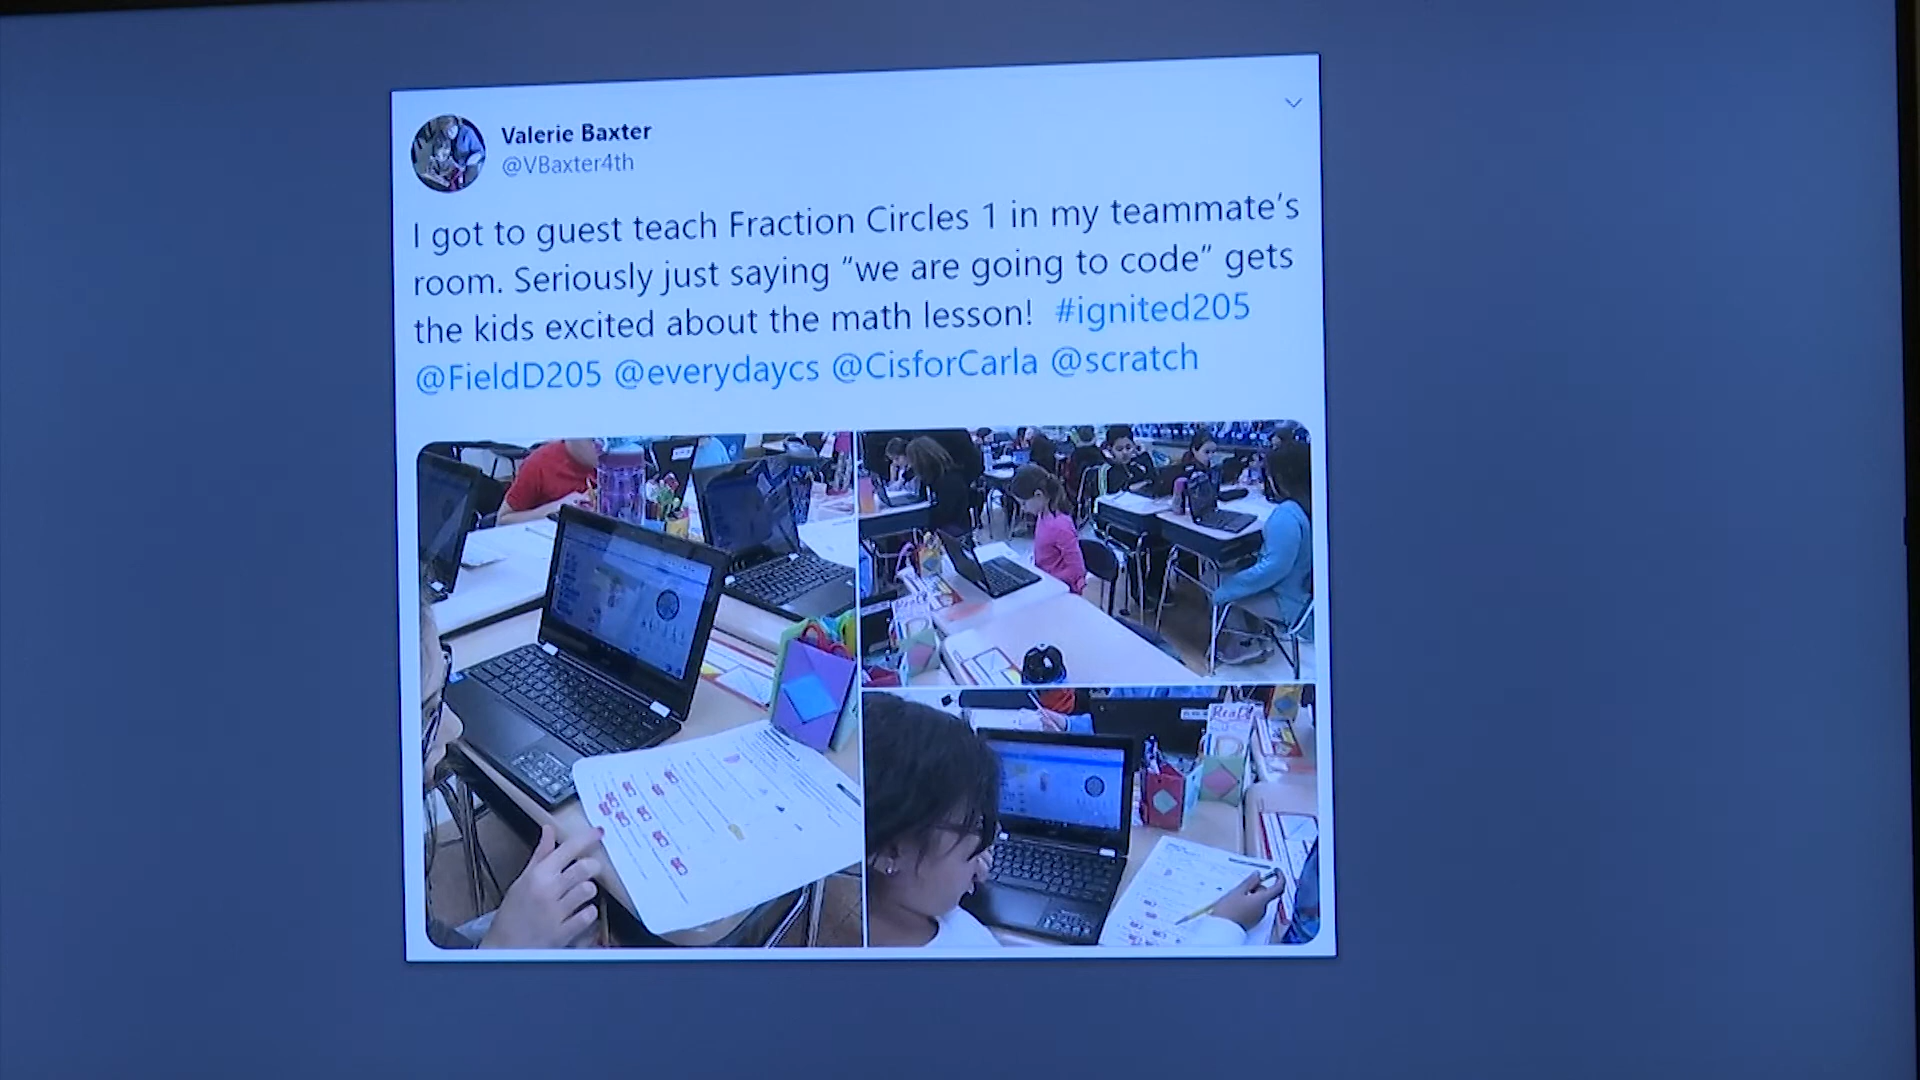 Valerie Baxter
@VBaxter4th
I got to guest teach Fraction Circles 1 in my teammate's
room. Seriously just saying “we are going to code” gets
the kids excited about the math lesson! #ignited205
@FieldD205 @everydaycs @CisforCarla @scratch